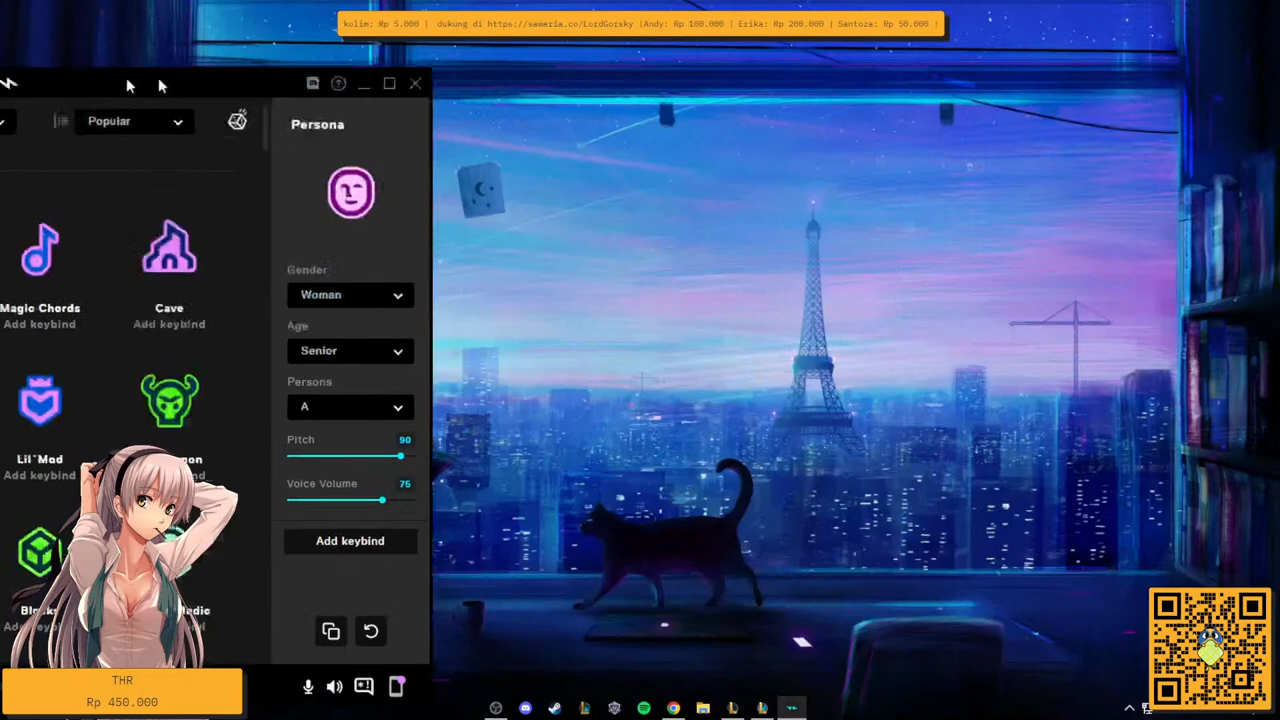 kolim: Rp 5.000 | dukung di https://saweria.co/LordGorsky |Andy: Rp 100.000 | Erika: Rp 200.000 | Santoza: Rp 50.000 |
Popular
Persona
Gender
Woman
Magic Chords
Cave
Add keybind
Add keybind
Age
Senior
Persons
A
Pitch 90
Lil' Mad
Add keybind
Voice Volume 75
Add keybind
THR
Rp 450.000